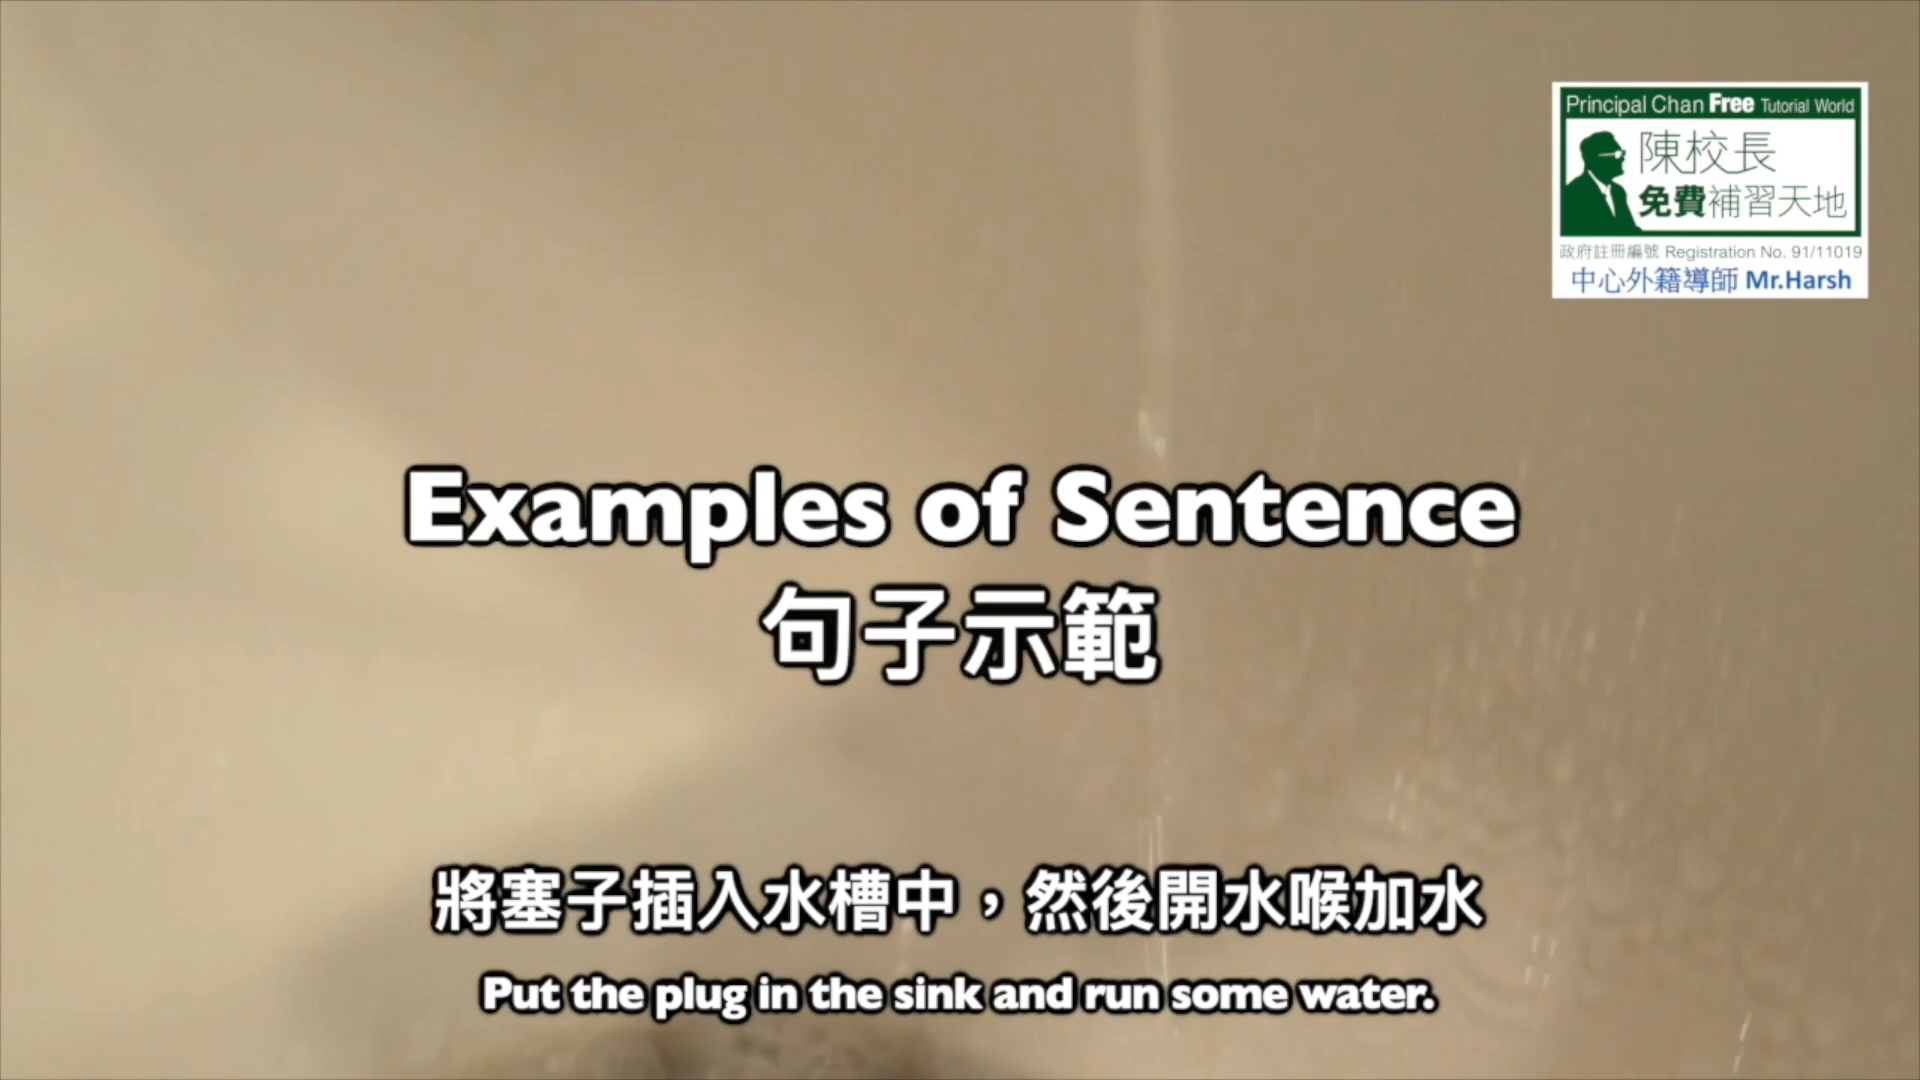 Principal Chan Free Tutorial World
陳校長
免費補習天地
政府註冊編號 Registration No. 91/11019
中心外籍導師 Mr.Harsh
Examples of Sentence
句子示範
將塞子插入水槽中，然後開水喉加水
Put the plug in the sink and run some water.